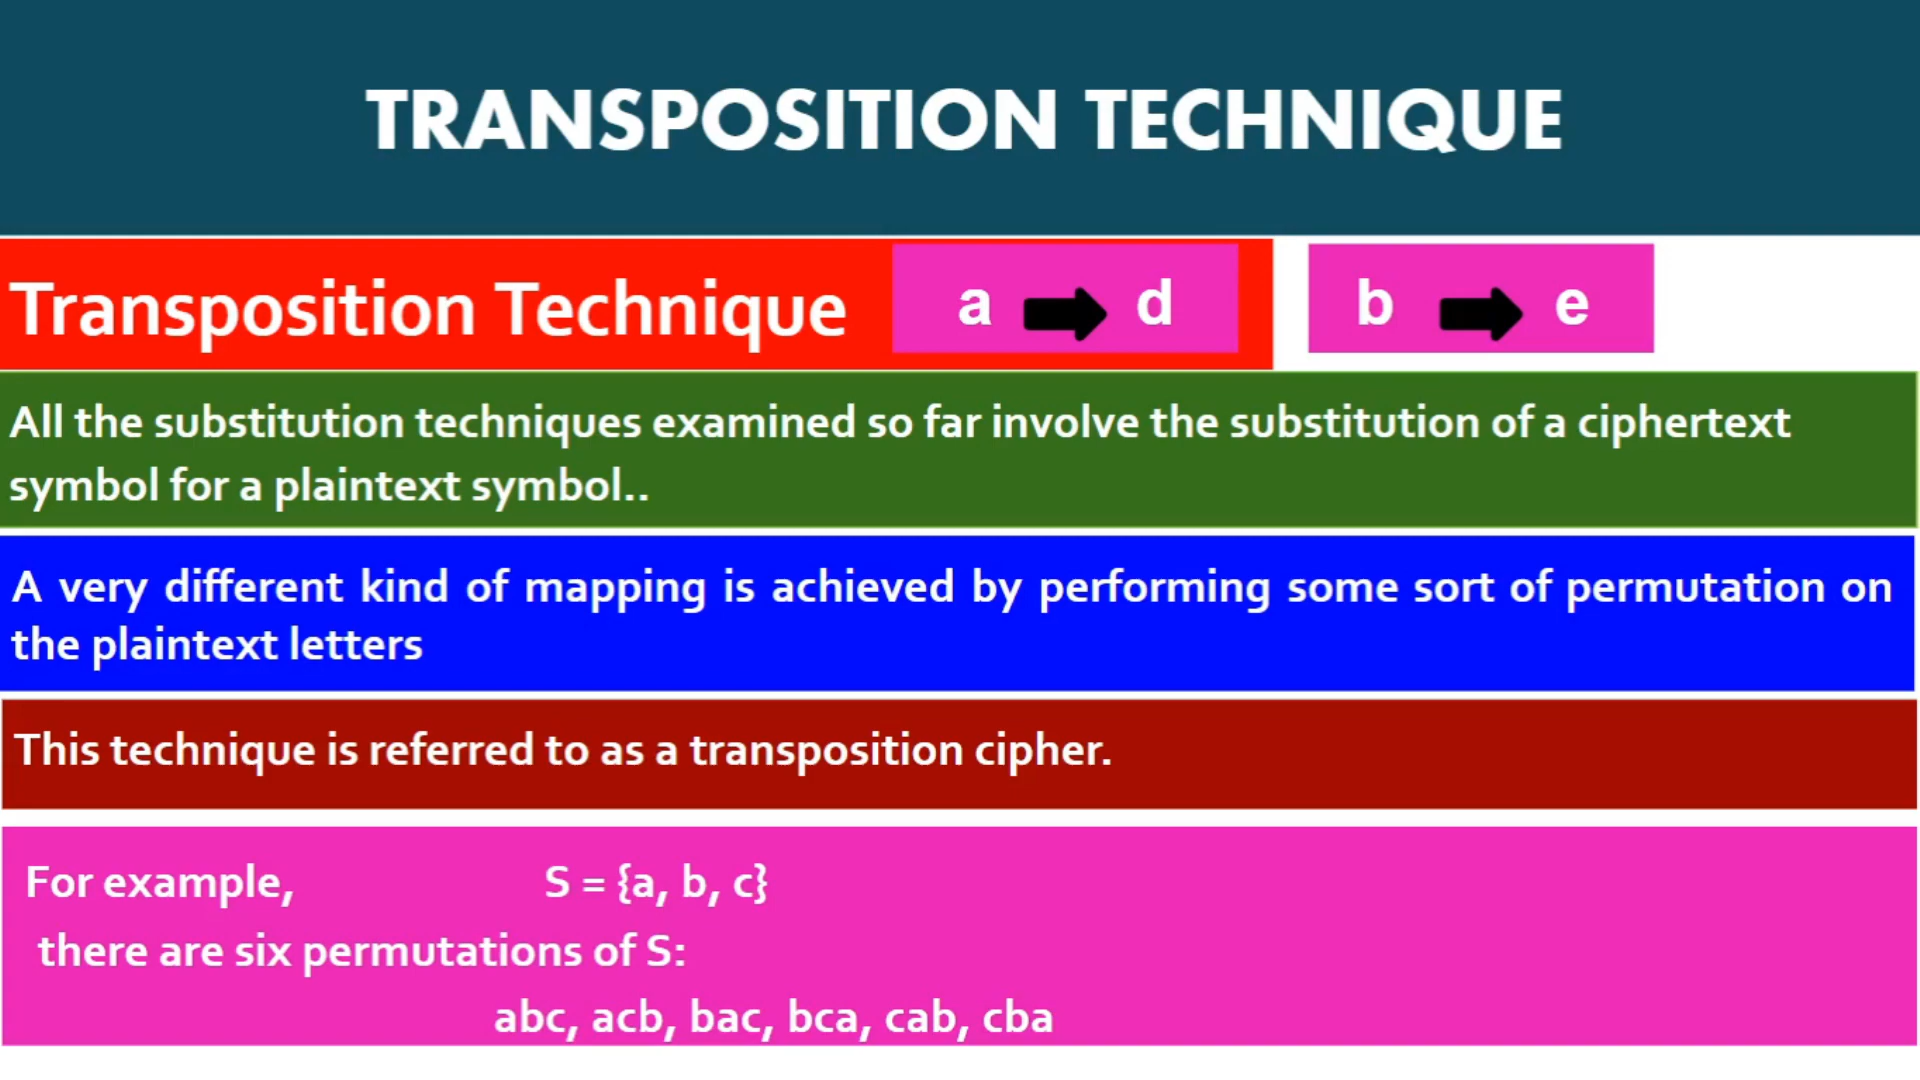 TRANSPOSITION TECHNIQUE
Transposition Technique
a d
b e
All the substitution techniques examined so far involve the substitution of a ciphertext
symbol for a plaintext symbol..
A very different kind of mapping is achieved by performing some sort of permutation on
the plaintext letters
This technique is referred to as a transposition cipher.
For example, S = {a, b, c}
there are six permutations of S:
abc, acb, bac, bca, cab, cba